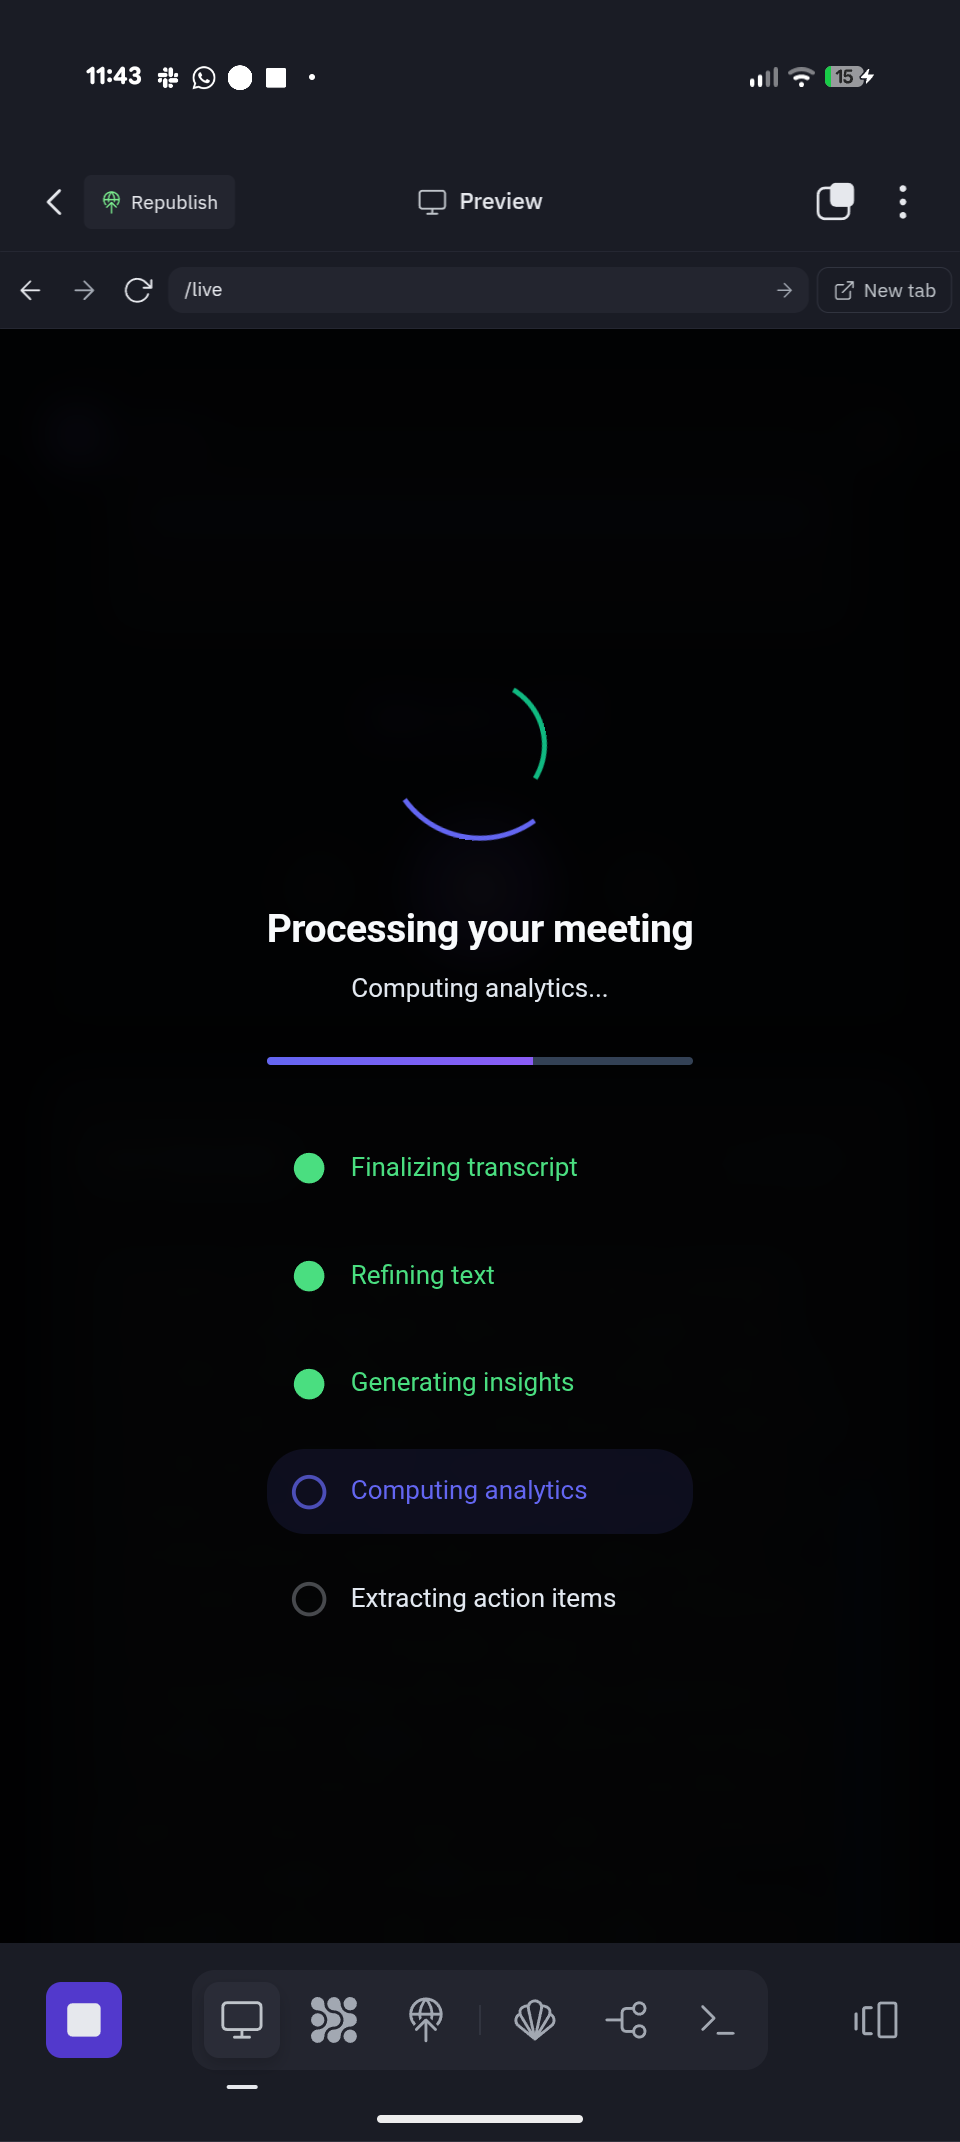 11:43
15
Republish
Preview
/live
New tab
Processing your meeting
Computing analytics...
Finalizing transcript
Refining text
Generating insights
Computing analytics
Extracting action items